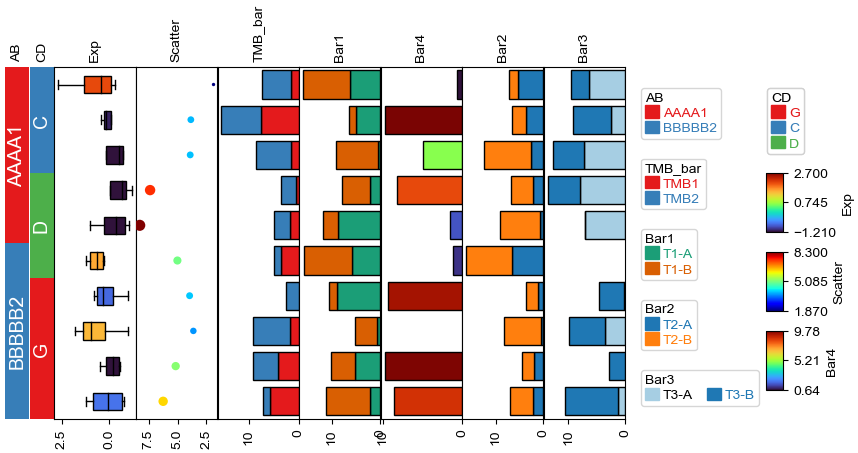 AB
CD
Exp
Scatter
TMB_bar
Bar1
Bar4
Bar2
Bar3
AAAA1
BBBBB2
C
D
G
2.5
0.0
7.5
5.0
2.5
10
0
10
0
10
0
10
0
10
0
AB
AAAA1
BBBBB2
TMB_bar
TMB1
TMB2
Bar1
T1-A
T1-B
Bar2
T2-A
T2-B
Bar3
T3-A
T3-B
CD
G
C
D
2.700
0.745
−1.210
Exp
8.300
5.085
1.870
Scatter
9.78
5.21
0.64
Bar4